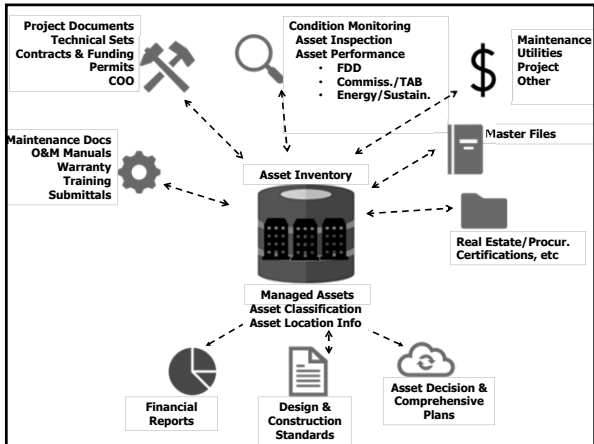 Project Documents
Technical Sets
Contracts & Funding
Permits
COO
Condition Monitoring
Asset Inspection
Asset Performance
• FDD
• Commiss./TAB
• Energy/Sustain.
$
Maintenance
Utilities
Project
Other
Master Files
Maintenance Docs
O&M Manuals
Warranty
Training
Submittals
Asset Inventory
Real Estate/Procur.
Certifications, etc
Managed Assets
Asset Classification
Asset Location Info
Financial
Reports
Design &
Construction
Standards
Asset Decision &
Comprehensive
Plans